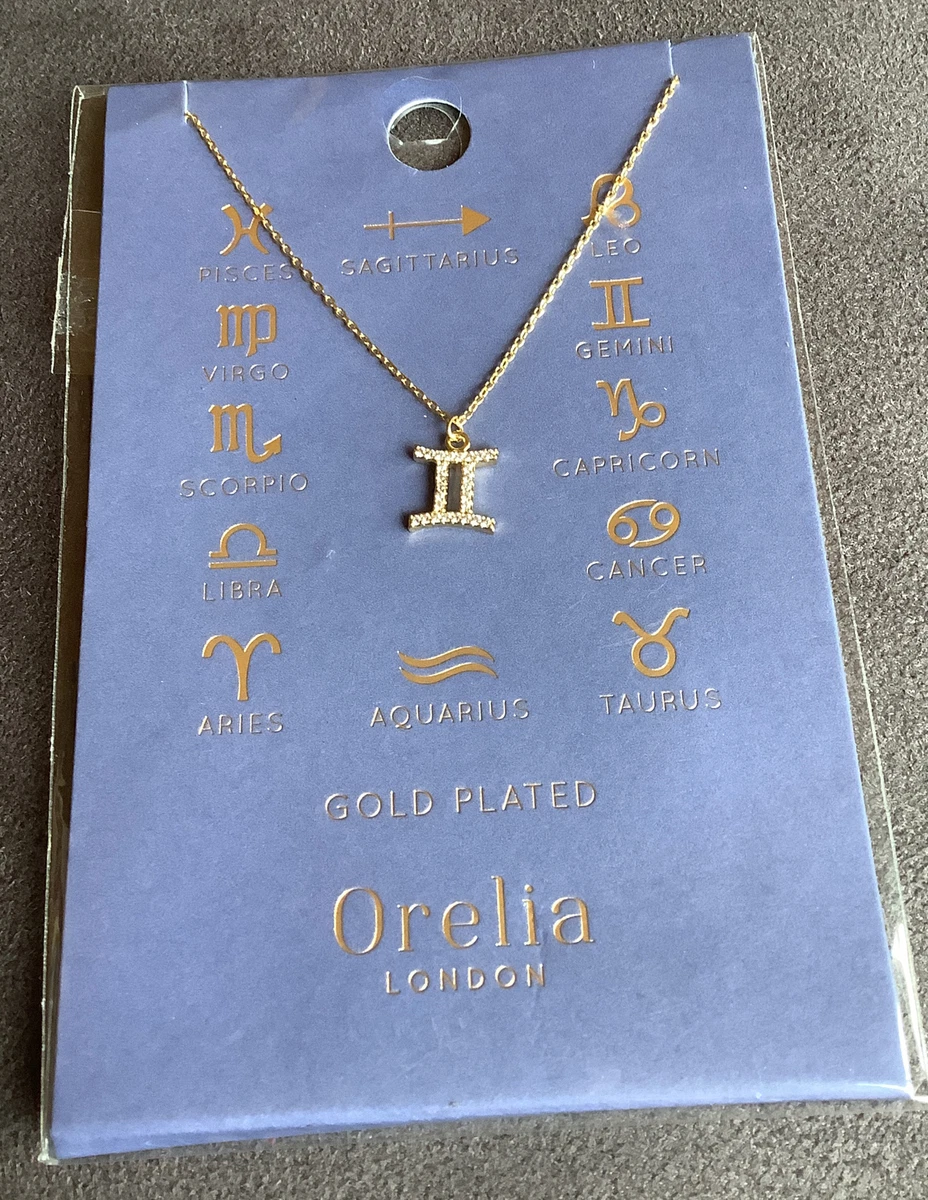 PISCES
SAGITTARIUS
LEO
VIRGO
GEMINI
SCORPIO
CAPRICORN
LIBRA
CANCER
ARIES
AQUARIUS
TAURUS
GOLD PLATED
Orelia
LONDON